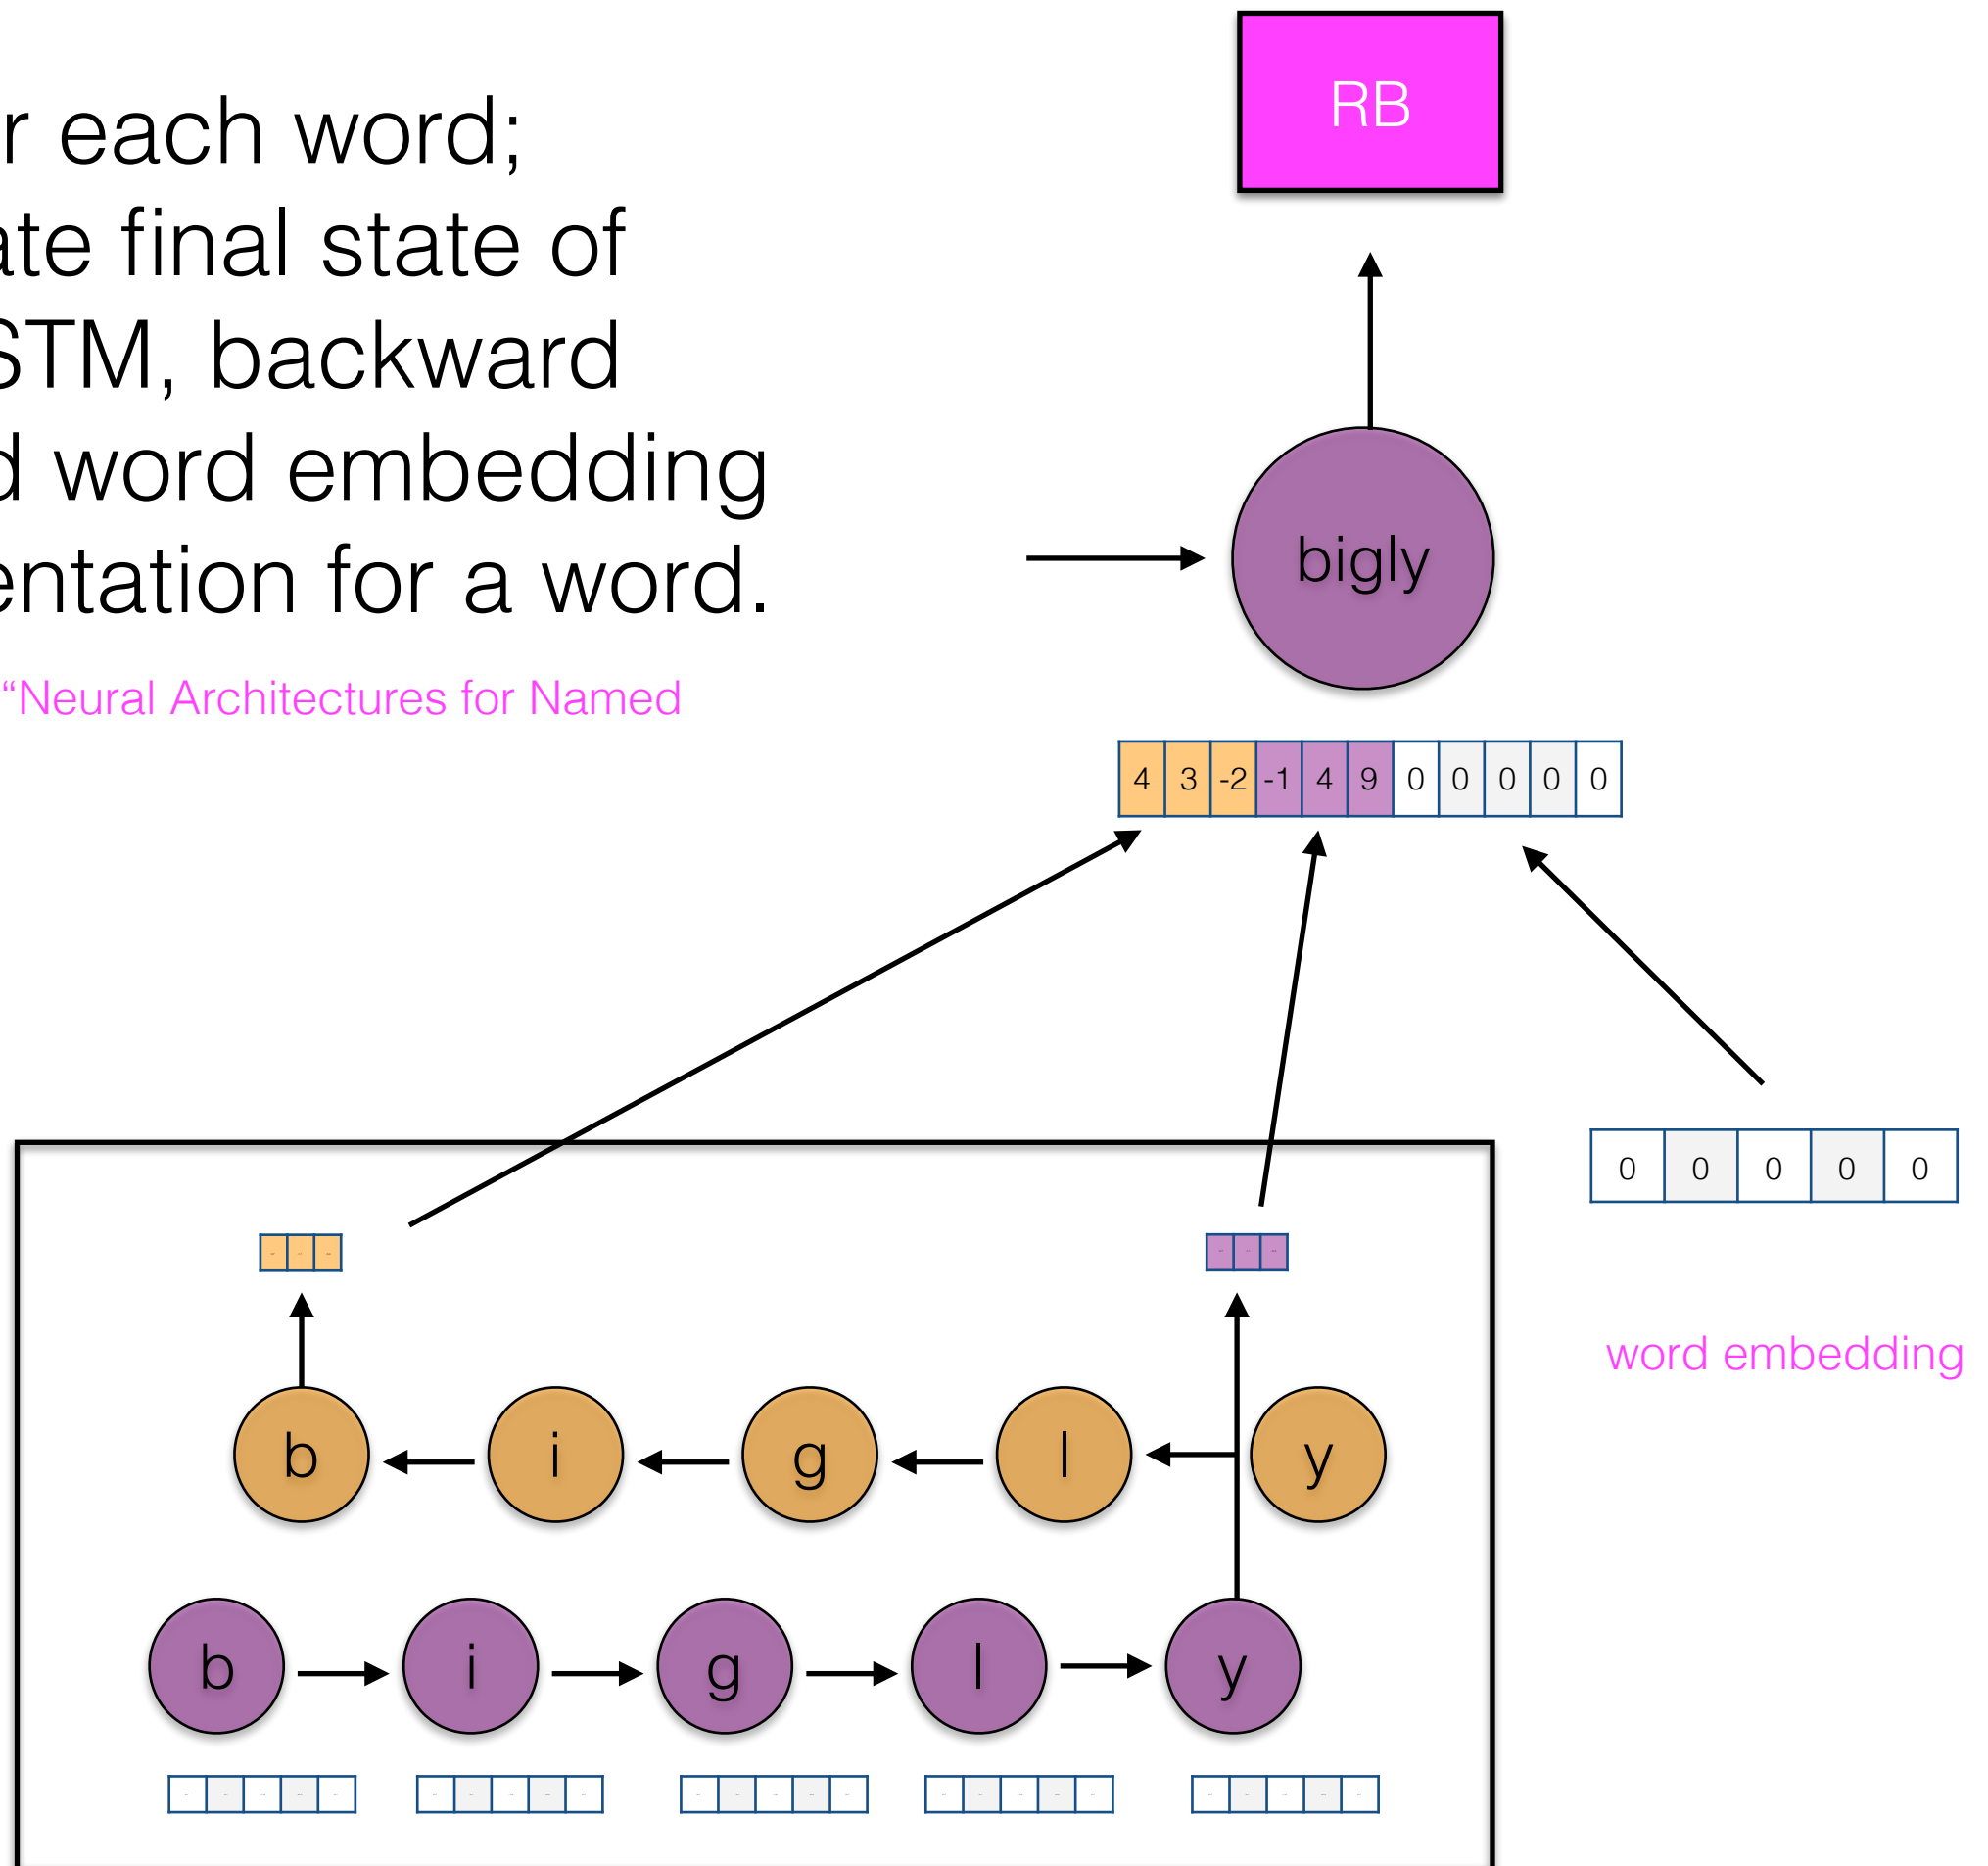 r each word;
ate final state of
STM, backward
d word embedding
entation for a word.
“Neural Architectures for Named
RB
bigly
4 3 -2 -1 4 9 0 0 0 0 0
0 0 0 0 0
word embedding
b i g l y
b i g l y